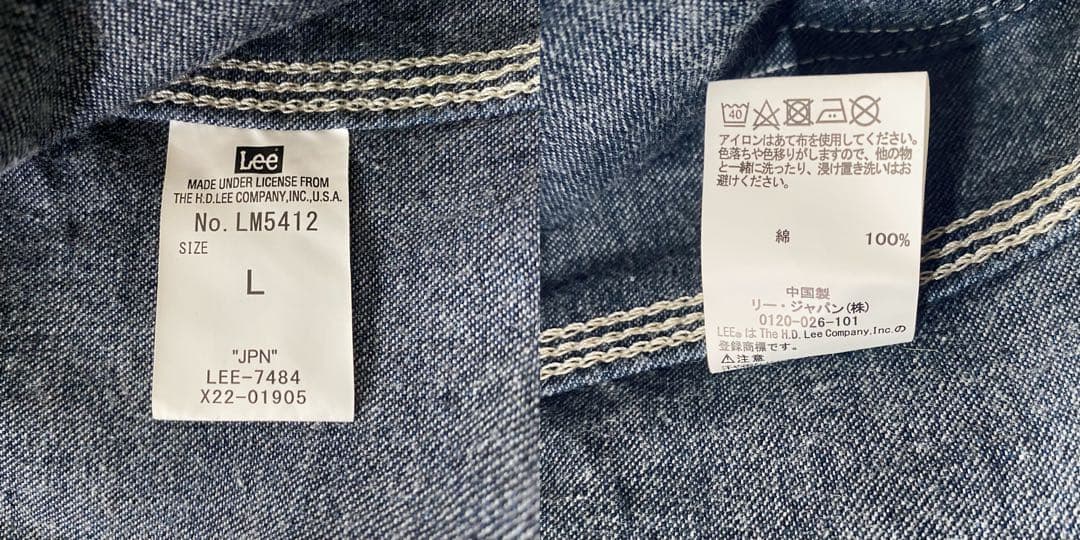 Lee
MADE UNDER LICENSE FROM
THE H.D.LEE COMPANY,INC.,U.S.A.
No. LM5412
SIZE
L
"JPN"
LEE-7484
X22-01905
40
アイロンはあて布を使用してください。
色落ちや色移りがしますので、他の物
と一緒に洗ったり、浸け置き洗いはお
避けください。
綿 100%
中国製
リー・ジャパン(株)
0120-026-101
LEE®は The H.D. Lee Company, Inc.の
登録商標です。
⚠注意